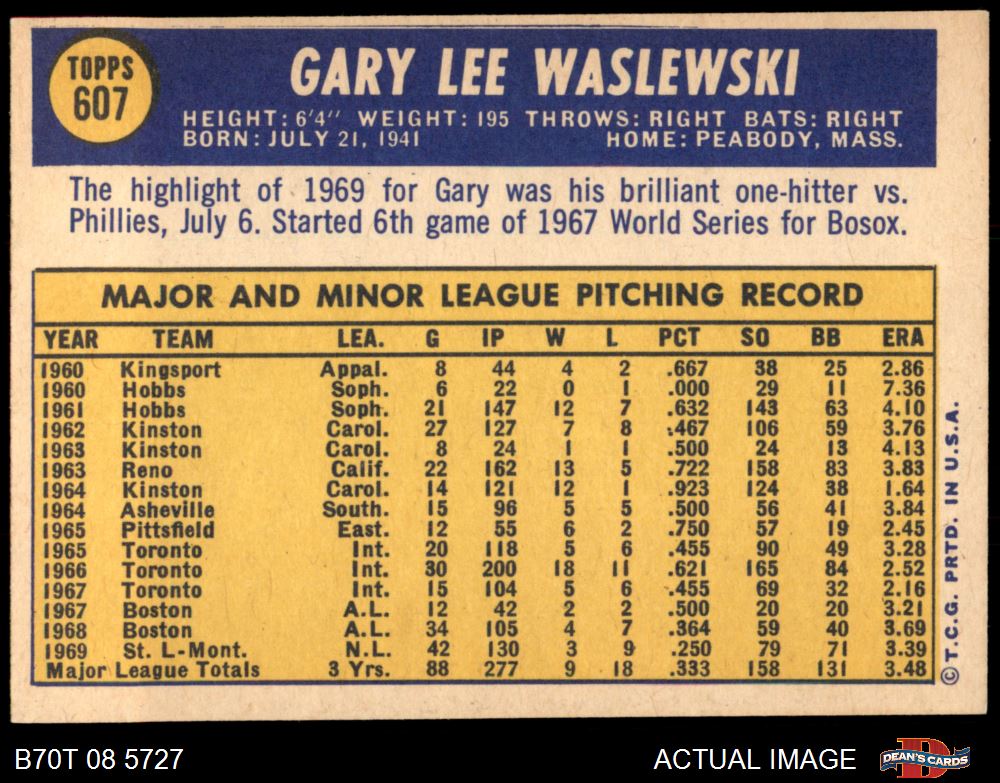 TOPPS
607
GARY LEE WASLEWSKI
HEIGHT: 6'4" WEIGHT: 195 THROWS: RIGHT BATS: RIGHT
BORN: JULY 21, 1941 HOME: PEABODY, MASS.
The highlight of 1969 for Gary was his brilliant one-hitter vs.
Phillies, July 6. Started 6th game of 1967 World Series for Bosox.
MAJOR AND MINOR LEAGUE PITCHING RECORD
YEAR TEAM LEA. G IP W L PCT SO BB ERA
1960 Kingsport Appal. 8 44 4 2 .667 38 25 2.86
1960 Hobbs Soph. 6 22 0 1 .000 29 11 7.36
1961 Hobbs Soph. 21 147 12 7 .632 143 63 4.10
1962 Kinston Carol. 27 127 7 8 .467 106 59 3.76
1963 Kinston Carol. 8 24 1 1 .500 24 13 4.13
1963 Reno Calif. 22 162 13 5 .722 158 83 3.83
1964 Kinston Carol. 14 121 12 1 .923 124 38 1.64
1964 Asheville South. 15 96 5 5 .500 56 41 3.84
1965 Pittsfield East. 12 55 6 2 .750 57 19 2.45
1965 Toronto Int. 20 118 5 6 .455 90 49 3.28
1966 Toronto Int. 30 200 18 11 .621 165 84 2.52
1967 Toronto Int. 15 104 5 6 .455 69 32 2.16
1967 Boston A.L. 12 42 2 2 .500 20 20 3.21
1968 Boston A.L. 34 105 4 7 .364 59 40 3.69
1969 St. L-Mont. N.L. 42 130 3 9 .250 79 71 3.39
Major League Totals 3 Yrs. 88 277 9 18 .333 158 131 3.48
© T.C.G. PRTD. IN U.S.A.
B70T 08 5727 ACTUAL IMAGE
D
DEAN'S CARDS